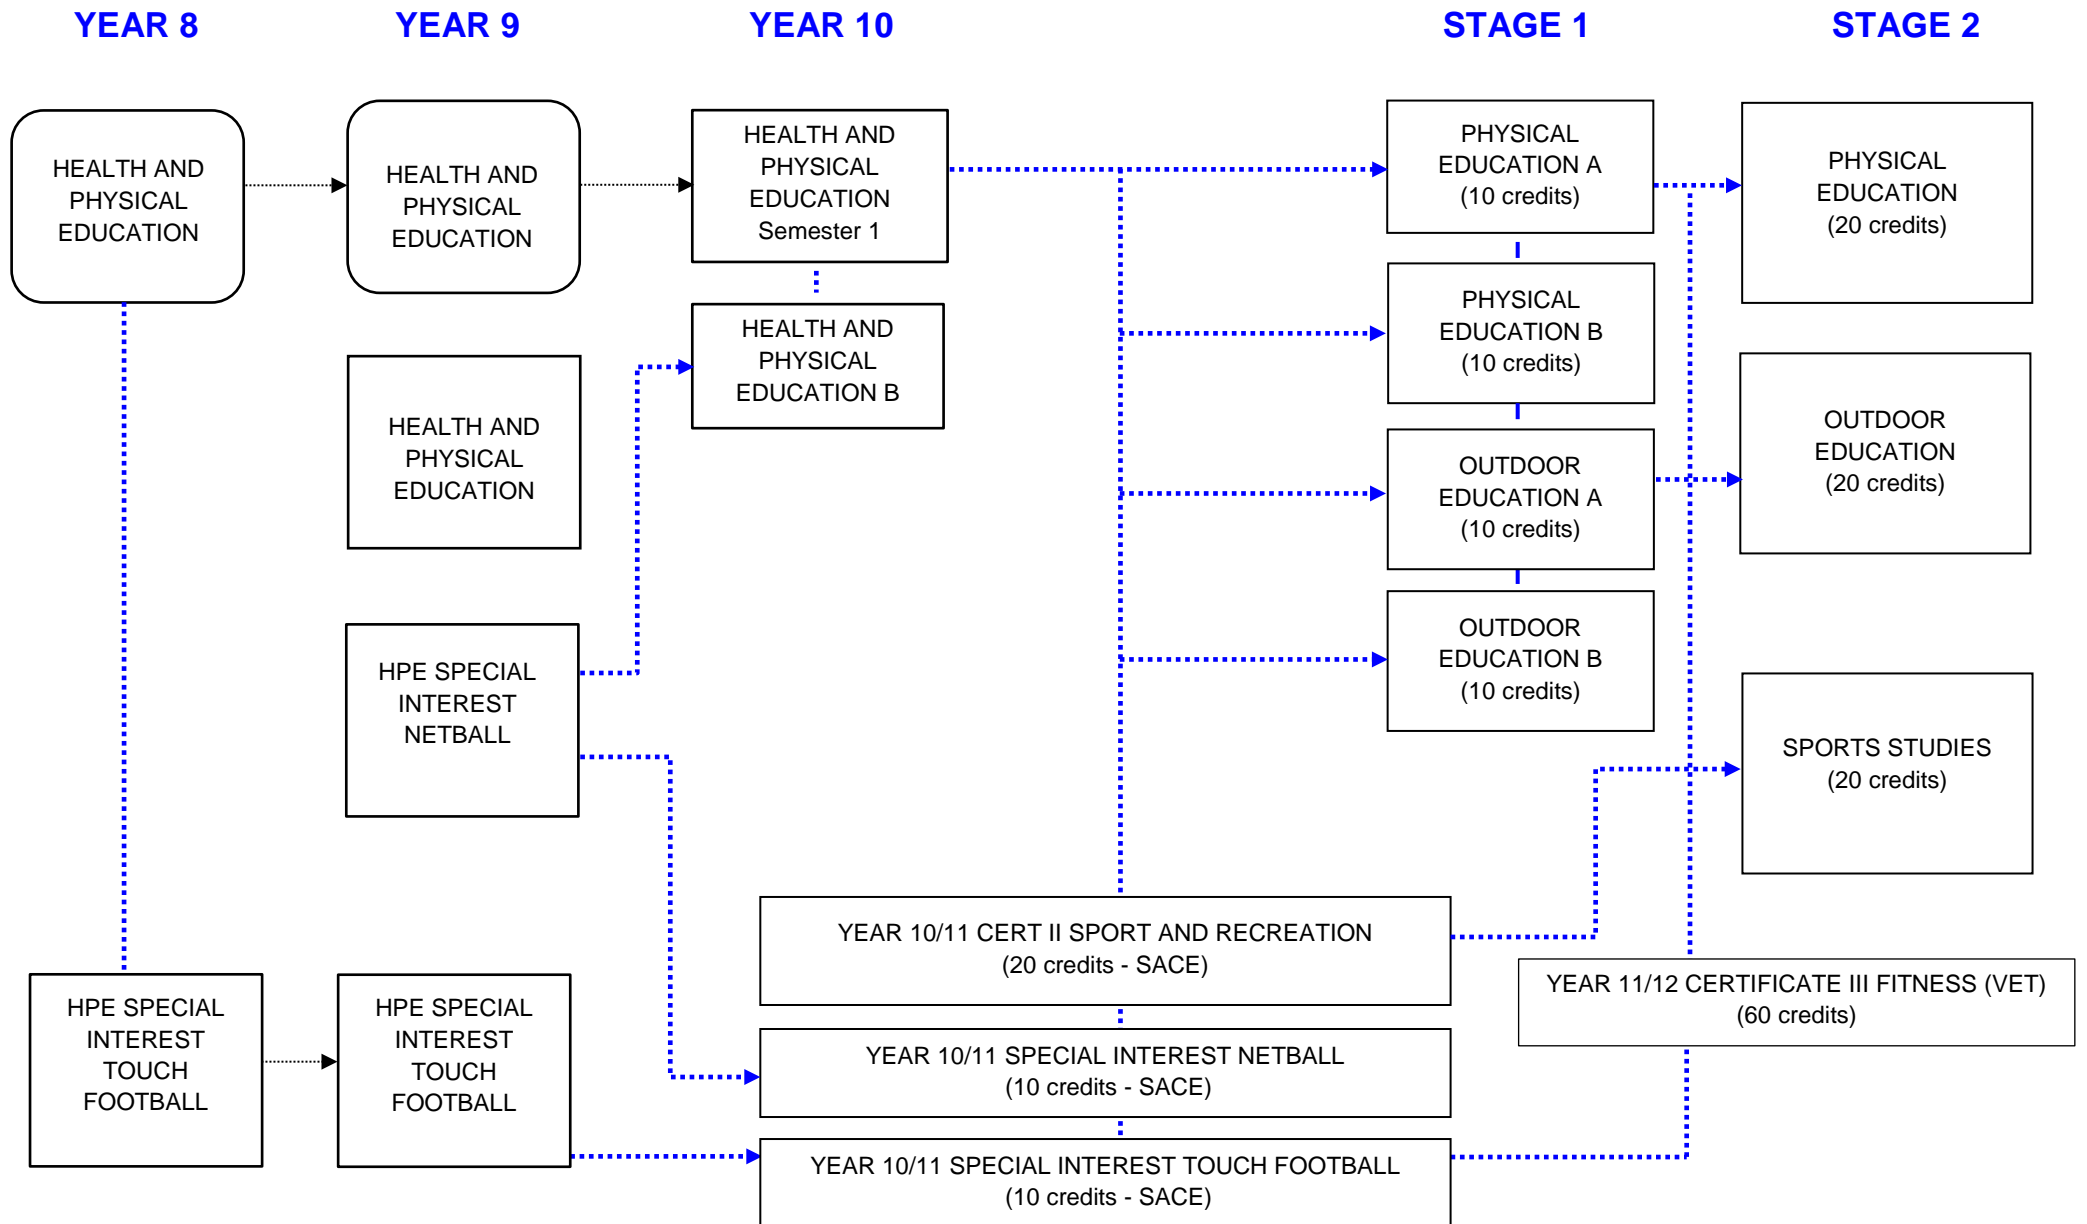 YEAR 8
YEAR 9
YEAR 10
STAGE 1
STAGE 2
HEALTH AND
PHYSICAL
EDUCATION
HEALTH AND
PHYSICAL
EDUCATION
HEALTH AND
PHYSICAL
EDUCATION
Semester 1
PHYSICAL
EDUCATION A
(10 credits)
PHYSICAL
EDUCATION
(20 credits)
HEALTH AND
PHYSICAL
EDUCATION
HEALTH AND
PHYSICAL
EDUCATION B
PHYSICAL
EDUCATION B
(10 credits)
OUTDOOR
EDUCATION A
(10 credits)
OUTDOOR
EDUCATION
(20 credits)
HPE SPECIAL
INTEREST
NETBALL
OUTDOOR
EDUCATION B
(10 credits)
SPORTS STUDIES
(20 credits)
YEAR 10/11 CERT II SPORT AND RECREATION
(20 credits - SACE)
YEAR 11/12 CERTIFICATE III FITNESS (VET)
(60 credits)
HPE SPECIAL
INTEREST
TOUCH
FOOTBALL
HPE SPECIAL
INTEREST
TOUCH
FOOTBALL
YEAR 10/11 SPECIAL INTEREST NETBALL
(10 credits - SACE)
YEAR 10/11 SPECIAL INTEREST TOUCH FOOTBALL
(10 credits - SACE)